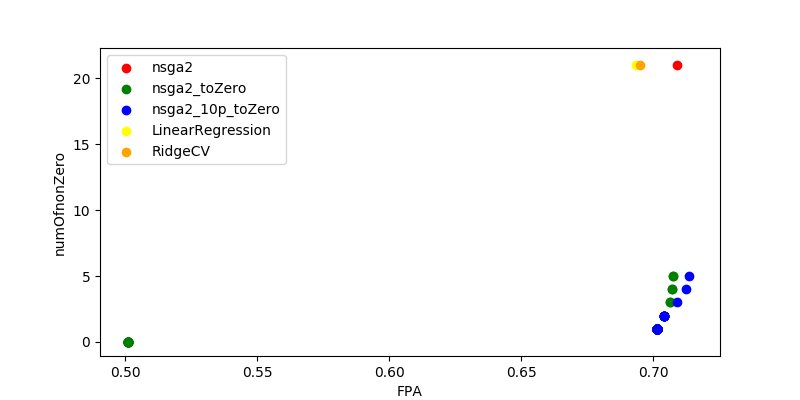 nsga2
nsga2_toZero
nsga2_10p_toZero
LinearRegression
RidgeCV
numOfnonZero
20
15
10
5
0
0.50 0.55 0.60 0.65 0.70
FPA